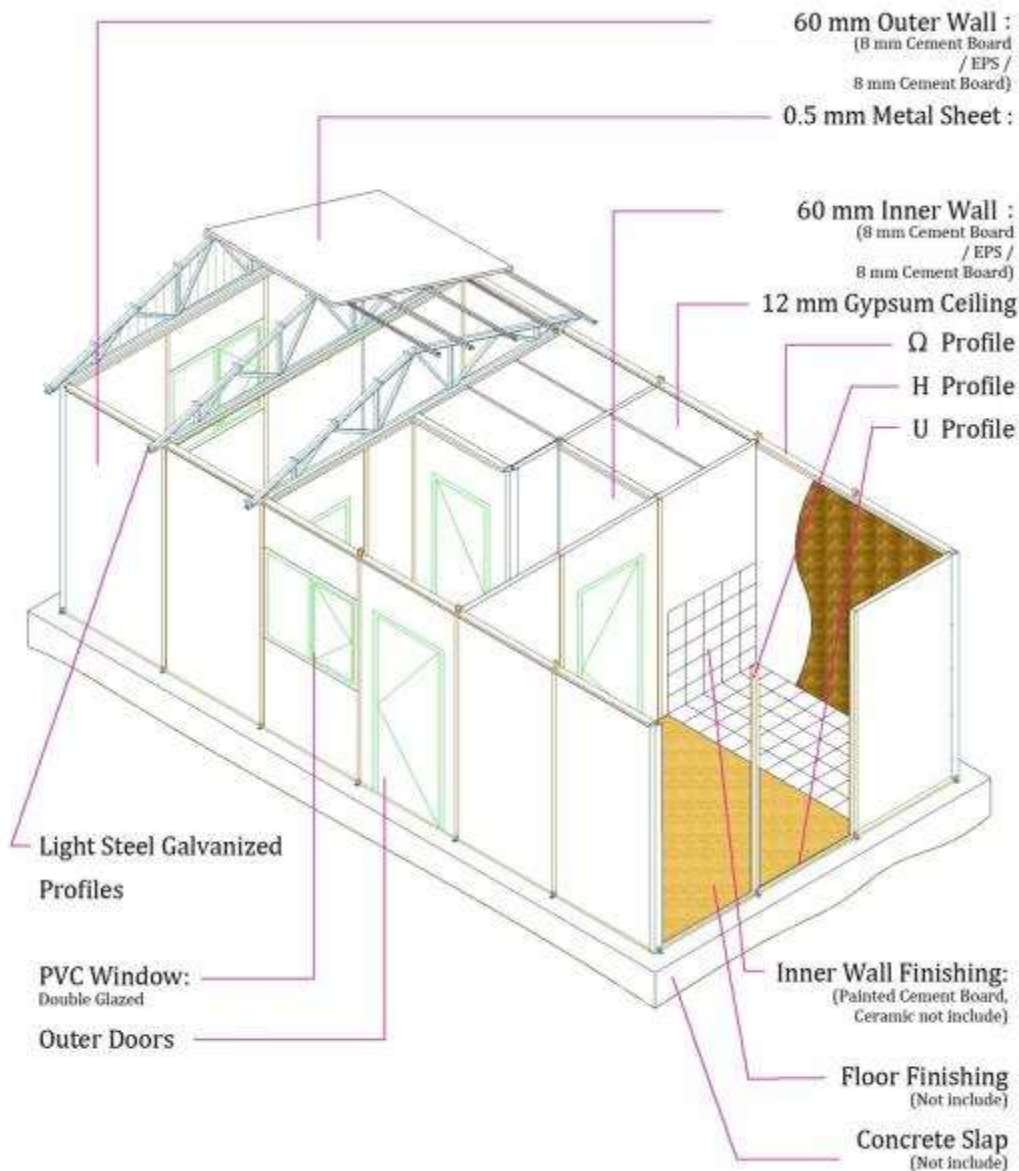 60 mm Outer Wall :
(8 mm Cement Board
/ EPS /
8 mm Cement Board)
0.5 mm Metal Sheet :
60 mm Inner Wall :
(8 mm Cement Board
/ EPS /
8 mm Cement Board)
12 mm Gypsum Ceiling
Ω Profile
H Profile
U Profile
Light Steel Galvanized
Profiles
PVC Window:
Double Glazed
Outer Doors
Inner Wall Finishing:
(Painted Cement Board,
Ceramic not include)
Floor Finishing
(Not include)
Concrete Slap
(Not include)